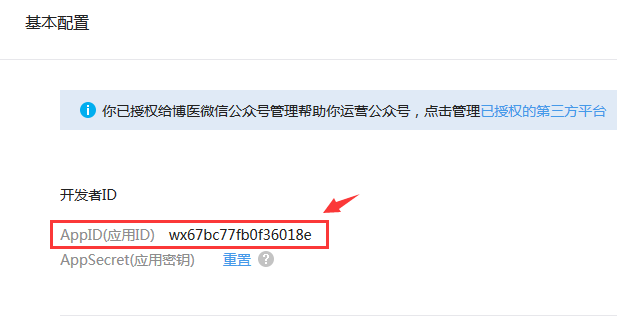 基本配置
你已授权给博医微信公众号管理帮助你运营公众号，点击管理已授权的第三方平台
开发者ID
AppID(应用ID) wx67bc77fb0f36018e
AppSecret(应用密钥) 重置 ?